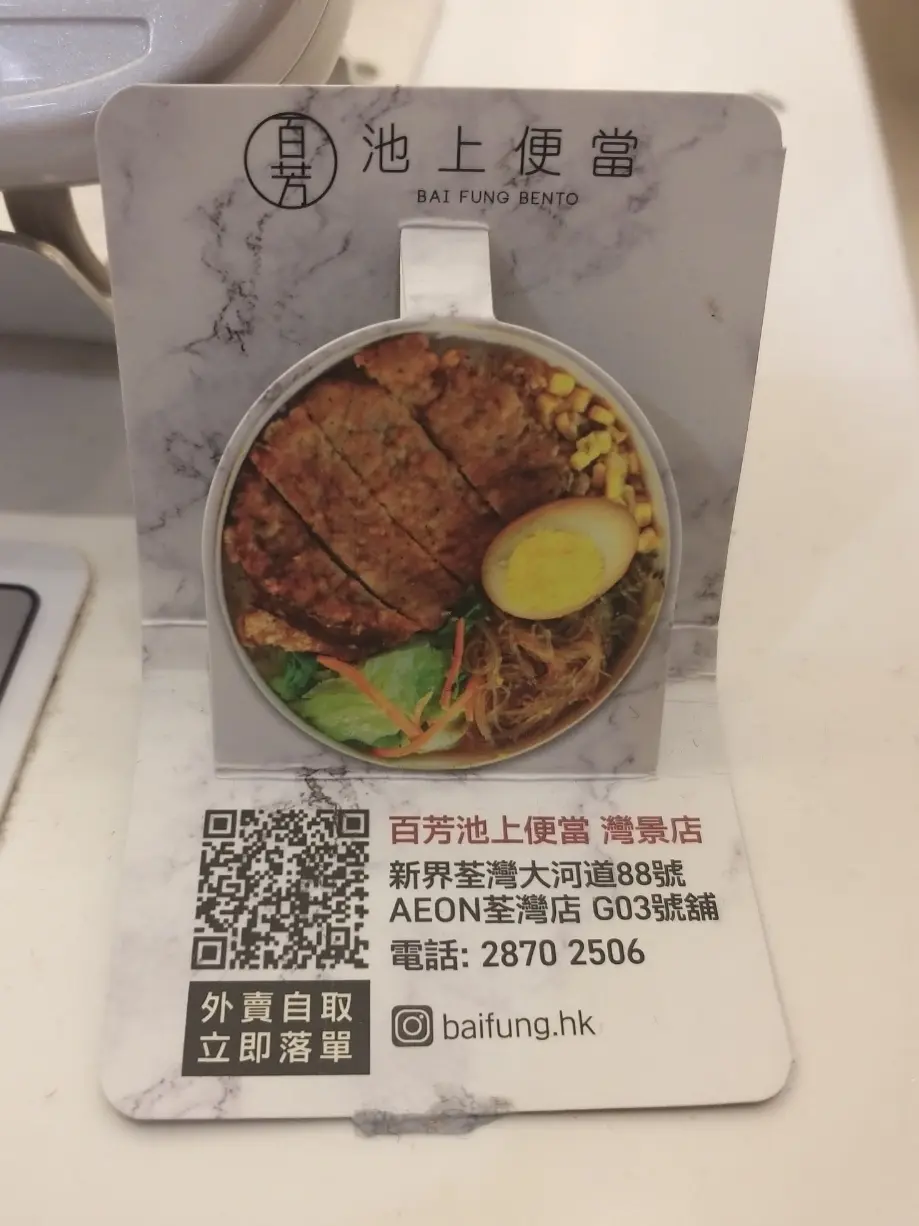 百芳
池上便當
BAI FUNG BENTO
百芳池上便當 灣景店
新界荃灣大河道88號
AEON荃灣店 G03號舖
電話: 2870 2506
外賣自取
立即落單
baifung.hk